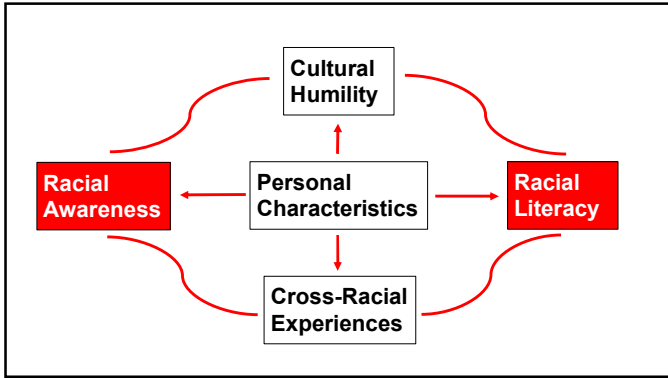 Cultural
Humility
Racial
Awareness
Personal
Characteristics
Racial
Literacy
Cross-Racial
Experiences